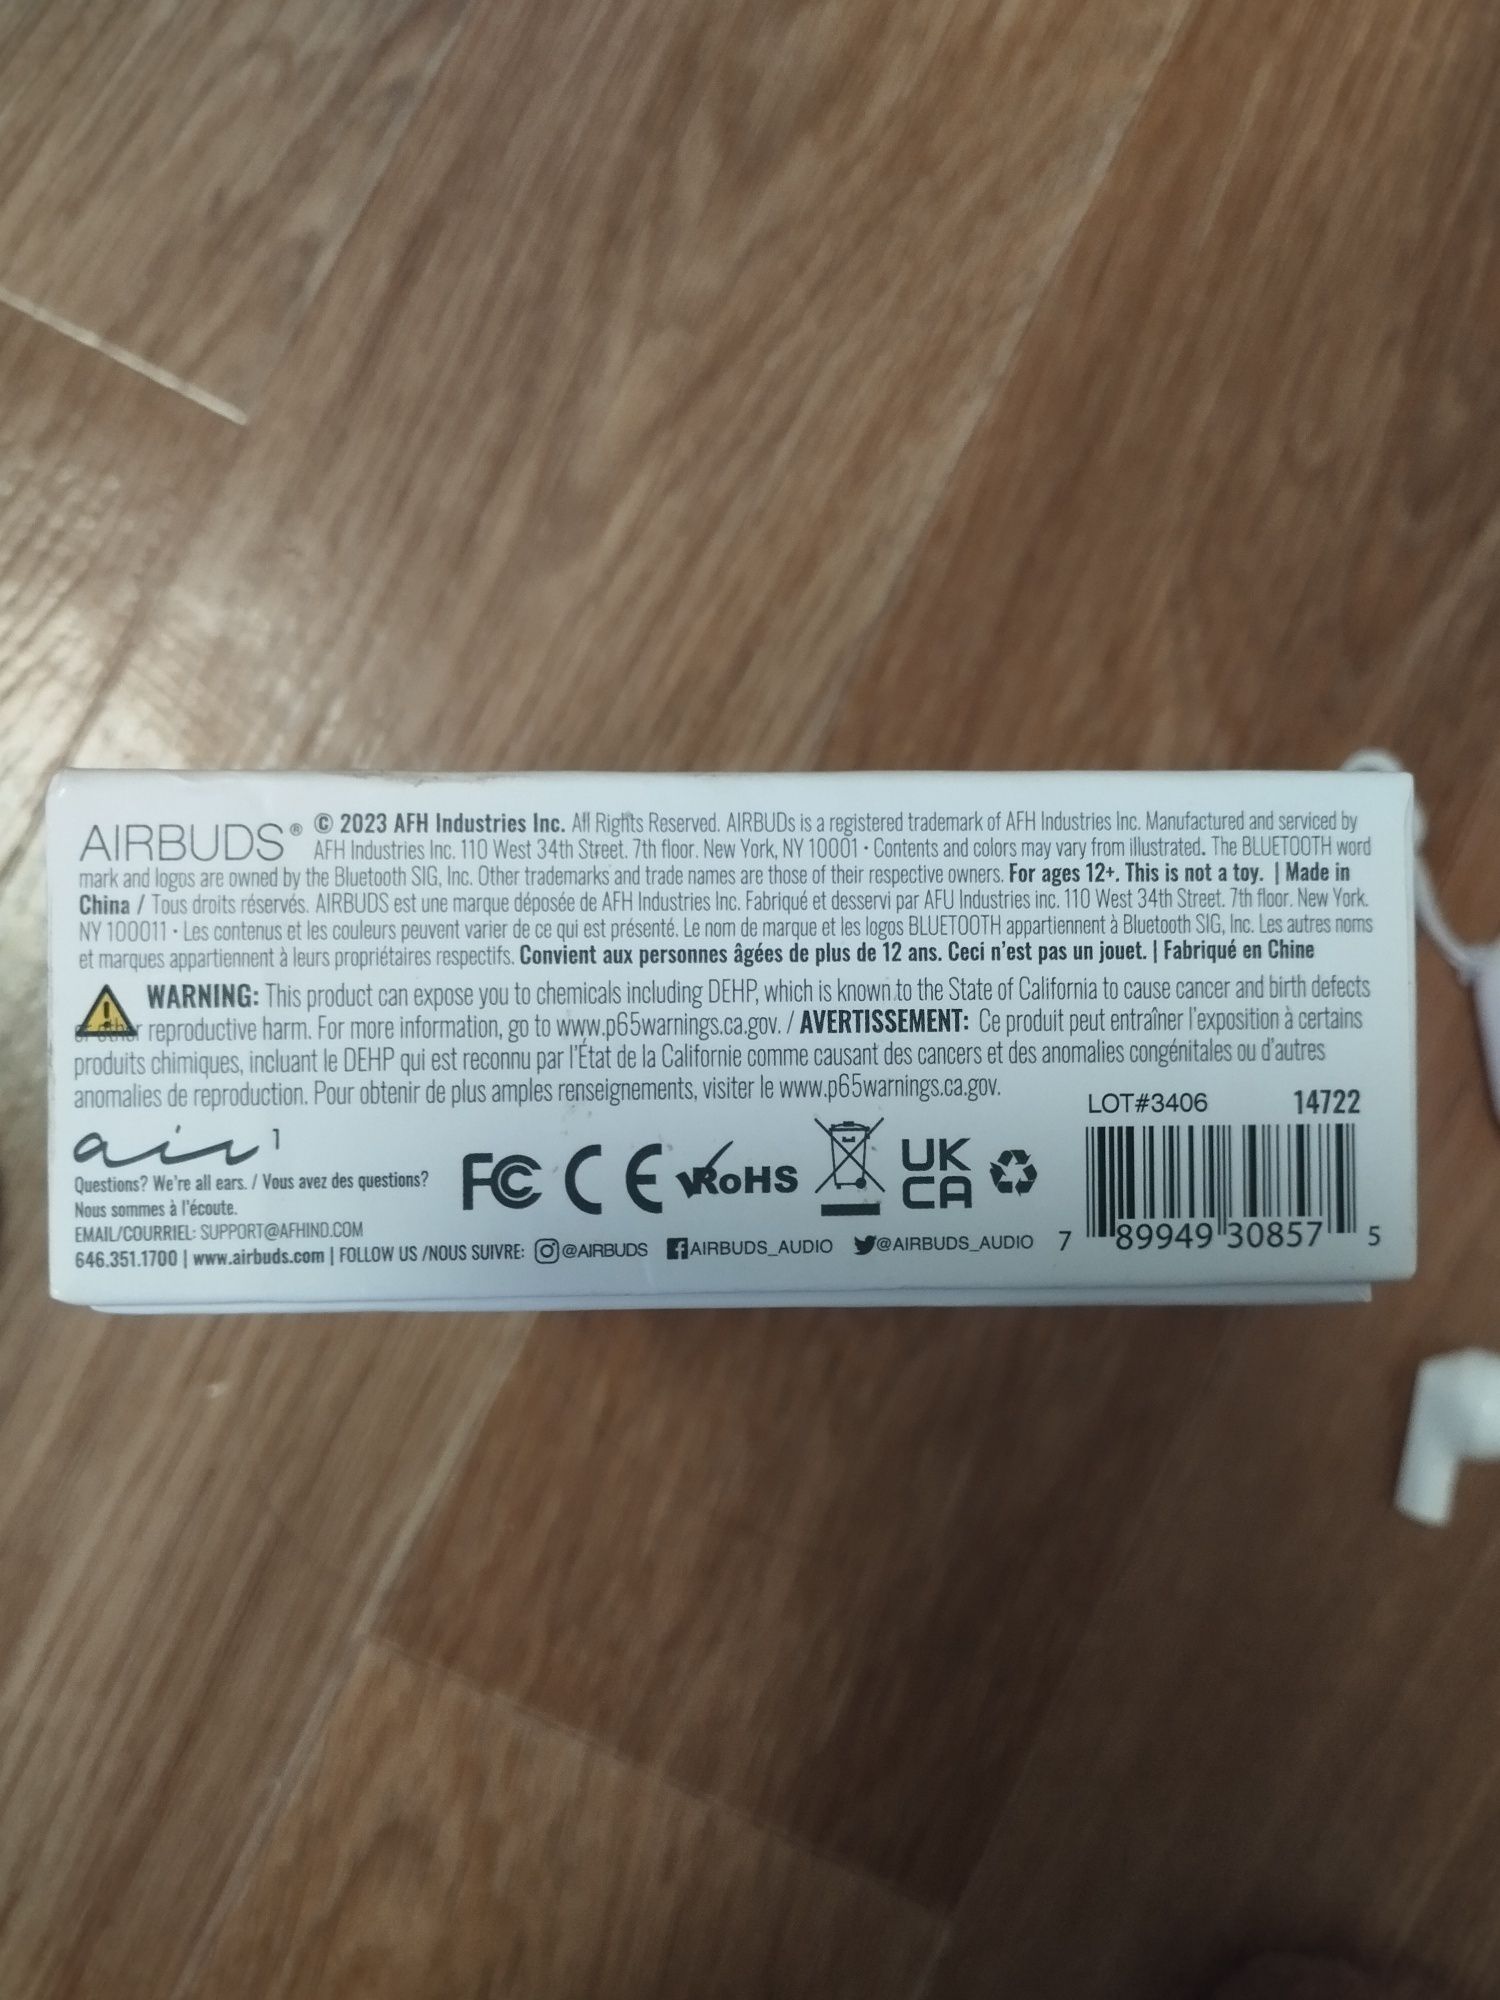 AIRBUDS® © 2023 AFH Industries Inc. All Rights Reserved. AIRBUDs is a registered trademark of AFH Industries Inc. Manufactured and serviced by
AFH Industries Inc. 110 West 34th Street. 7th floor. New York, NY 10001 • Contents and colors may vary from illustrated. The BLUETOOTH word
mark and logos are owned by the Bluetooth SIG, Inc. Other trademarks and trade names are those of their respective owners. For ages 12+. This is not a toy. | Made in
China / Tous droits réservés. AIRBUDS est une marque déposée de AFH Industries Inc. Fabriqué et desservi par AFU Industries inc. 110 West 34th Street. 7th floor. New York.
NY 100011 • Les contenus et les couleurs peuvent varier de ce qui est présenté. Le nom de marque et les logos BLUETOOTH appartiennent à Bluetooth SIG, Inc. Les autres noms
et marques appartiennent à leurs propriétaires respectifs. Convient aux personnes âgées de plus de 12 ans. Ceci n'est pas un jouet. | Fabriqué en Chine
WARNING: This product can expose you to chemicals including DEHP, which is known to the State of California to cause cancer and birth defects
or other reproductive harm. For more information, go to www.p65warnings.ca.gov. / AVERTISSEMENT: Ce produit peut entraîner l'exposition à certains
produits chimiques, incluant le DEHP qui est reconnu par l'État de la Californie comme causant des cancers et des anomalies congénitales ou d'autres
anomalies de reproduction. Pour obtenir de plus amples renseignements, visiter le www.p65warnings.ca.gov.
LOT#3406 14722
air 1
FC CE RoHS UK CA
Questions? We're all ears. / Vous avez des questions?
Nous sommes à l'écoute.
EMAIL/COURRIEL: SUPPORT@AFHIND.COM
646.351.1700 | www.airbuds.com | FOLLOW US /NOUS SUIVRE: @AIRBUDS AIRBUDS_AUDIO @AIRBUDS_AUDIO
7 89949 30857 5